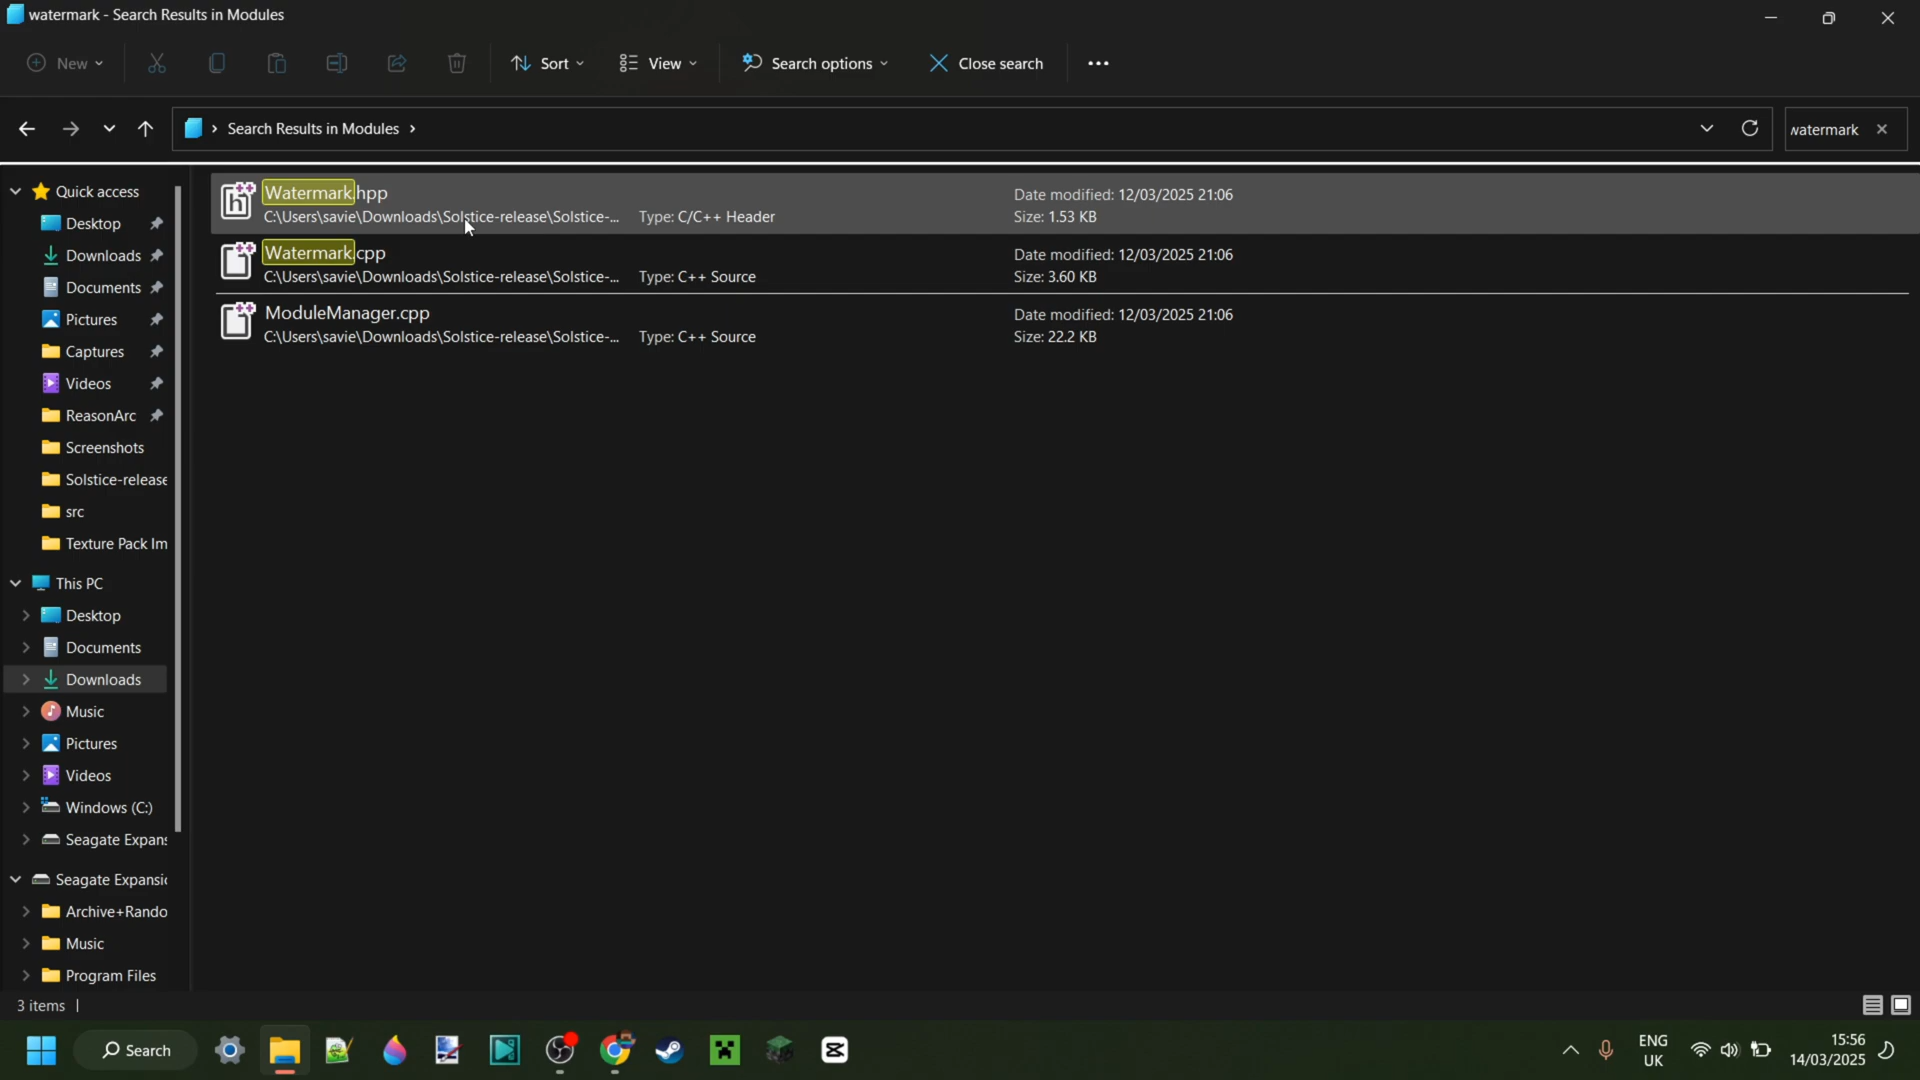 watermark - Search Results in Modules
New
Sort
View
Search options
Close search
Search Results in Modules
watermark
Quick access
Desktop
Downloads
Documents
Pictures
Captures
Videos
ReasonArc
Screenshots
Solstice-release
src
Texture Pack Im
This PC
Desktop
Documents
Downloads
Music
Pictures
Videos
Windows (C:)
Seagate Expans
Seagate Expansio
Archive+Rando
Music
Program Files
Watermark.hpp
Date modified: 12/03/2025 21:06
C:\Users\savie\Downloads\Solstice-release\Solstice-... Type: C/C++ Header
Size: 1.53 KB
Watermark.cpp
Date modified: 12/03/2025 21:06
C:\Users\savie\Downloads\Solstice-release\Solstice-... Type: C++ Source
Size: 3.60 KB
ModuleManager.cpp
Date modified: 12/03/2025 21:06
C:\Users\savie\Downloads\Solstice-release\Solstice-... Type: C++ Source
Size: 22.2 KB
3 items
Search
ENG
UK
15:56
14/03/2025